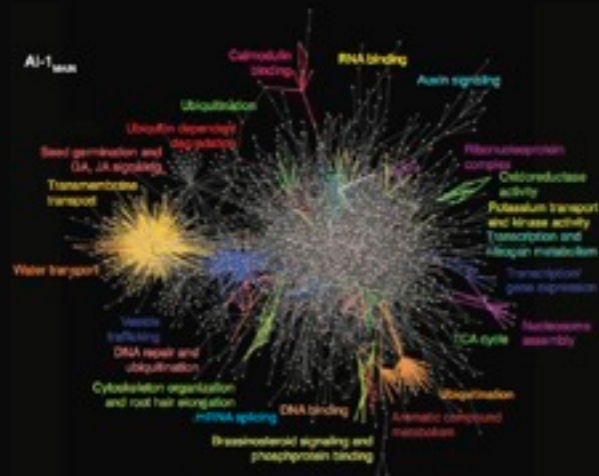 AI-1MAIN
Calmodulin
binding
RNA binding
Auxin signaling
Ubiquitination
Ubiquitin dependent
degradation
Seed germination and
GA, JA signaling
Transmembrane
transport
Ribonucleoprotein
complex
Oxidoreductase
activity
Potassium transport
and kinase activity
Transcription and
nitrogen metabolism
Water transport
Transcription/
gene expression
Vesicle
trafficking
DNA repair and
ubiquitination
Nucleosome
assembly
TCA cycle
Cytoskeleton organization
and root hair elongation
mRNA splicing
DNA binding
Ubiquitination
Aromatic compound
metabolism
Brassinosteroid signaling and
phosphoprotein binding